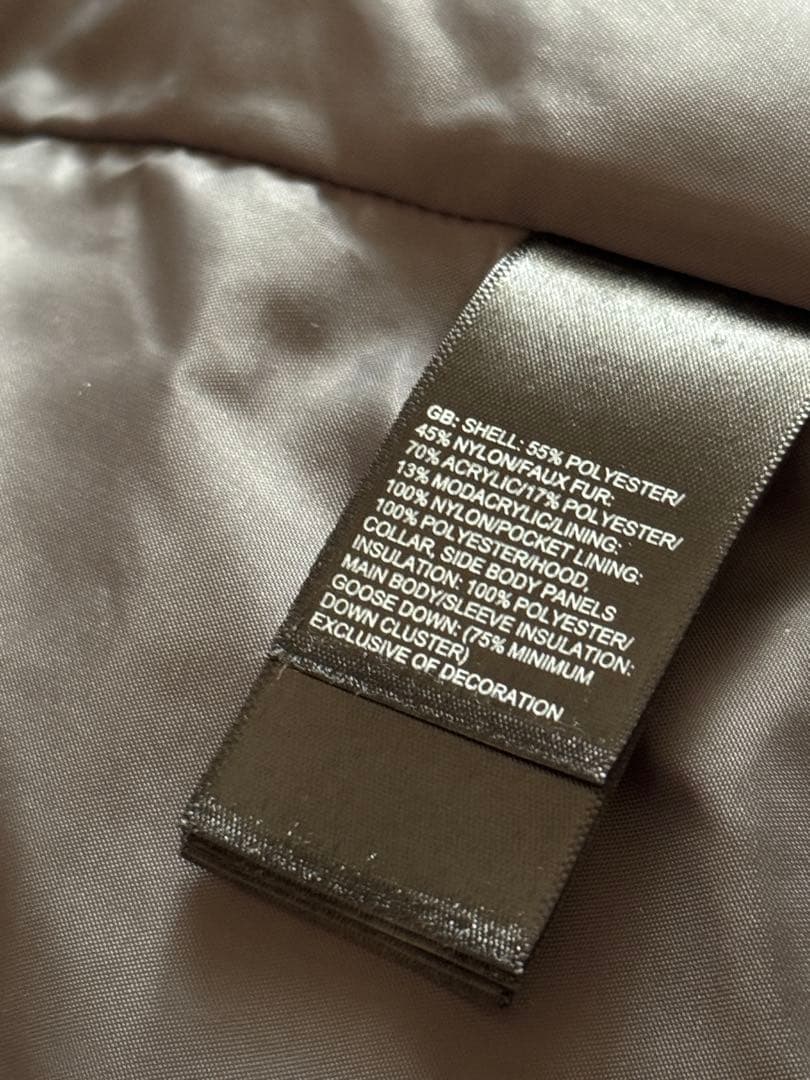 GB: SHELL: 55% POLYESTER/
45% NYLON/FAUX FUR:
70% ACRYLIC/17% POLYESTER/
13% MODACRYLIC/LINING:
100% NYLON/POCKET LINING:
100% POLYESTER/HOOD,
COLLAR, SIDE BODY PANELS
INSULATION: 100% POLYESTER/
MAIN BODY/SLEEVE INSULATION:
GOOSE DOWN: (75% MINIMUM
DOWN CLUSTER)
EXCLUSIVE OF DECORATION